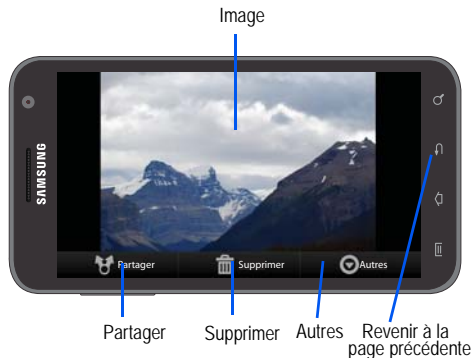 Image
SAMSUNG
Partager
Supprimer
Autres
Partager
Supprimer
Autres
Revenir à la
page précédente